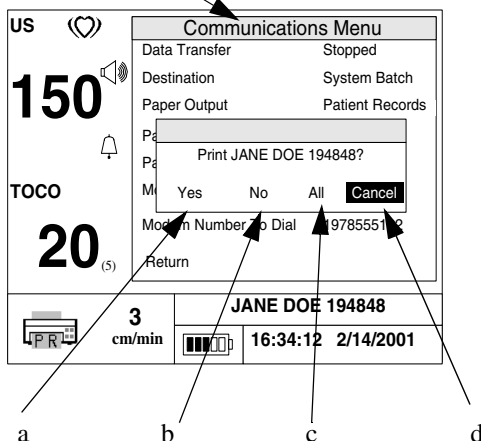 US
Communications Menu
Data Transfer Stopped
150
Destination System Batch
Paper Output Patient Records
Pa
Print JANE DOE 194848?
Pa
TOCO
Yes No All Cancel
Modem Number To Dial
20 (5)
Return
JANE DOE 194848
3
cm/min
PR
16:34:12 2/14/2001
a b c d